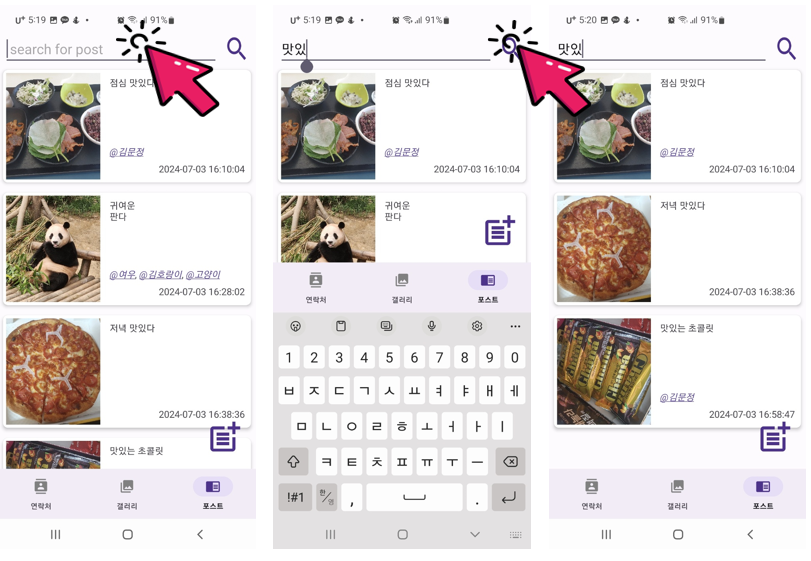 U⁺ 5:19 91%
search for post
점심 맛있다
@김문정
2024-07-03 16:10:04
귀여운
판다
@여우, @김호랑이, @고양이
2024-07-03 16:28:02
저녁 맛있다
2024-07-03 16:38:36
맛있는 초콜릿
연락처 갤러리 포스트
U⁺ 5:19 91%
맛있
점심 맛있다
@김문정
2024-07-03 16:10:04
귀여운
판다
연락처 갤러리 포스트
1 2 3 4 5 6 7 8 9 0
ㅂ ㅈ ㄷ ㄱ ㅅ ㅛ ㅕ ㅑ ㅐ ㅔ
ㅁ ㄴ ㅇ ㄹ ㅎ ㅗ ㅓ ㅏ ㅣ
ㅋ ㅌ ㅊ ㅍ ㅠ ㅜ ㅡ
!#1 한/영 , .
U⁺ 5:20 91%
맛있
점심 맛있다
@김문정
2024-07-03 16:10:04
저녁 맛있다
2024-07-03 16:38:36
맛있는 초콜릿
@김문정
2024-07-03 16:58:47
연락처 갤러리 포스트